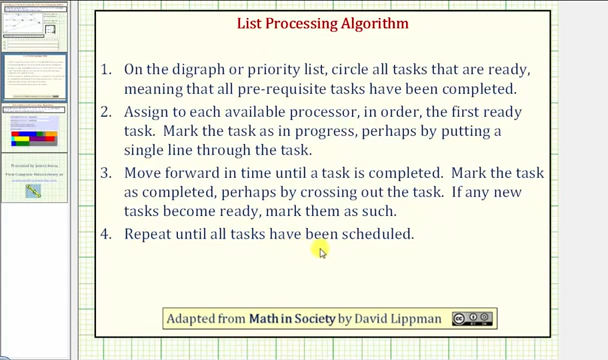 List Processing Algorithm
1. On the digraph or priority list, circle all tasks that are ready,
meaning that all pre-requisite tasks have been completed.
2. Assign to each available processor, in order, the first ready
task. Mark the task as in progress, perhaps by putting a
single line through the task.
3. Move forward in time until a task is completed. Mark the task
as completed, perhaps by crossing out the task. If any new
tasks become ready, mark them as such.
4. Repeat until all tasks have been scheduled.
Adapted from Math in Society by David Lippman